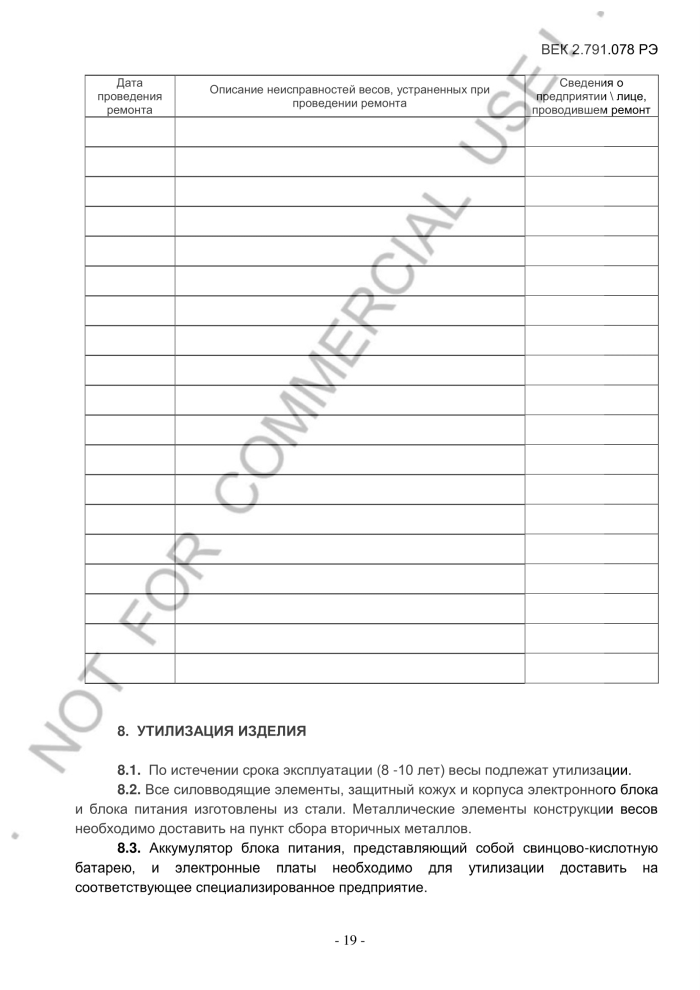 ВЕК 2.791.078 РЭ
Дата
проведения
ремонта
Описание неисправностей весов, устраненных при
проведении ремонта
Сведения о
предприятии \ лице,
проводившем ремонт
NOT FOR COMMERCIAL USE !
8. УТИЛИЗАЦИЯ ИЗДЕЛИЯ
8.1. По истечении срока эксплуатации (8 -10 лет) весы подлежат утилизации.
8.2. Все силовводящие элементы, защитный кожух и корпуса электронного блока
и блока питания изготовлены из стали. Металлические элементы конструкции весов
необходимо доставить на пункт сбора вторичных металлов.
8.3. Аккумулятор блока питания, представляющий собой свинцово-кислотную
батарею, и электронные платы необходимо для утилизации доставить на
соответствующее специализированное предприятие.
- 19 -